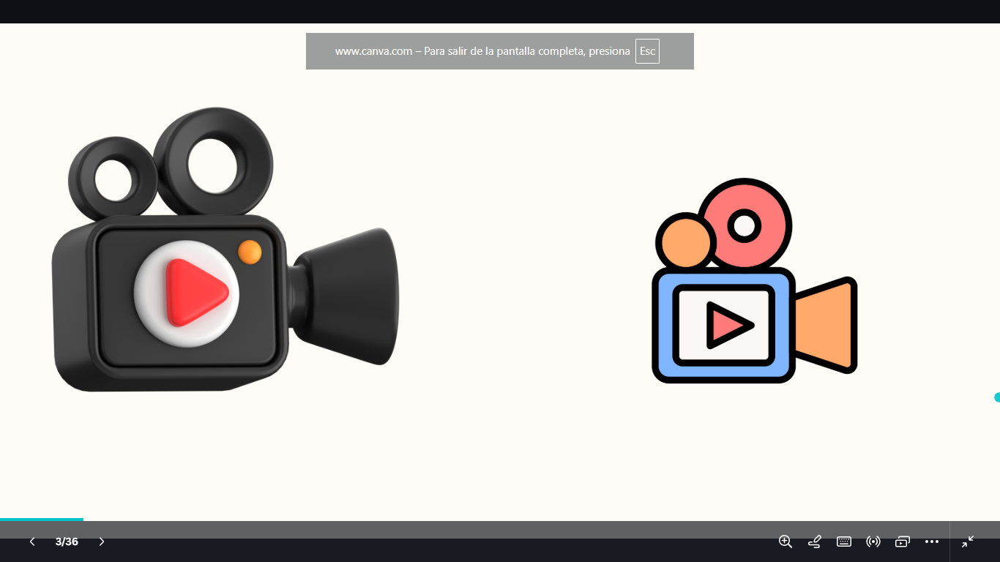 www.canva.com – Para salir de la pantalla completa, presiona Esc
3/36